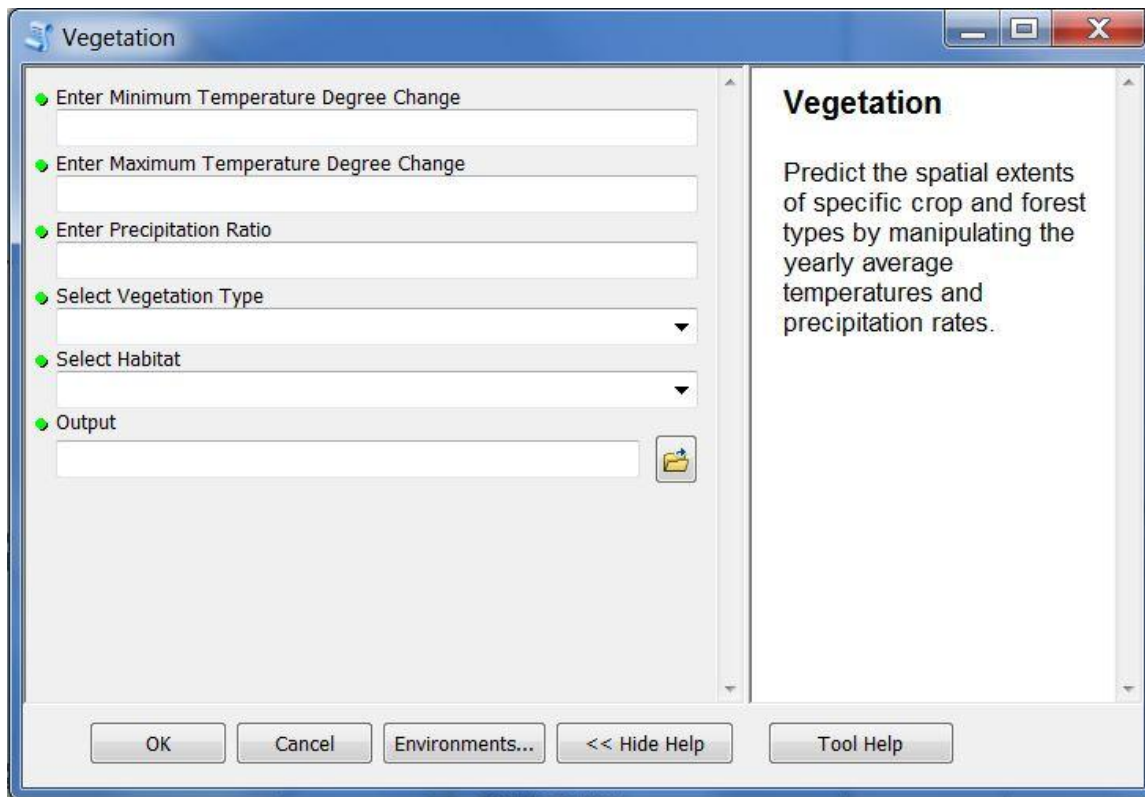 Vegetation
Enter Minimum Temperature Degree Change
Enter Maximum Temperature Degree Change
Enter Precipitation Ratio
Select Vegetation Type
Select Habitat
Output
Vegetation
Predict the spatial extents
of specific crop and forest
types by manipulating the
yearly average
temperatures and
precipitation rates.
OK
Cancel
Environments...
<< Hide Help
Tool Help